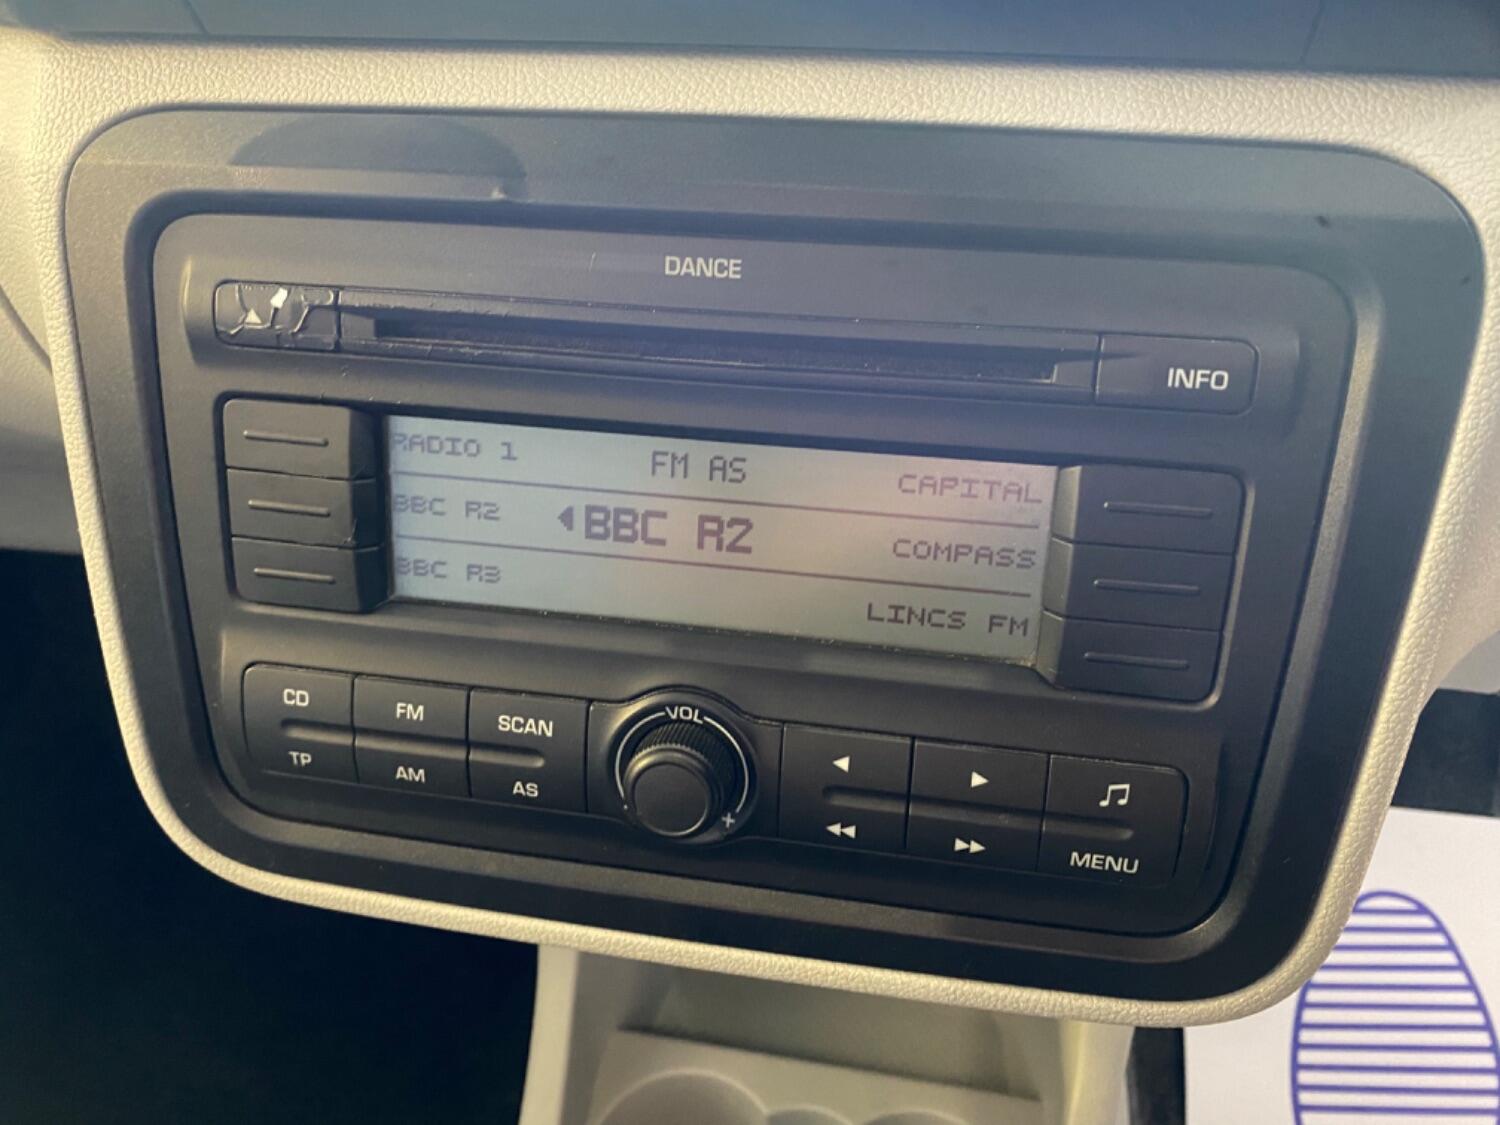 DANCE
INFO
RADIO 1 FM AS CAPITAL
BBC R2 BBC R2 COMPASS
BBC R3 LINCS FM
CD FM SCAN VOL
TP AM AS MENU